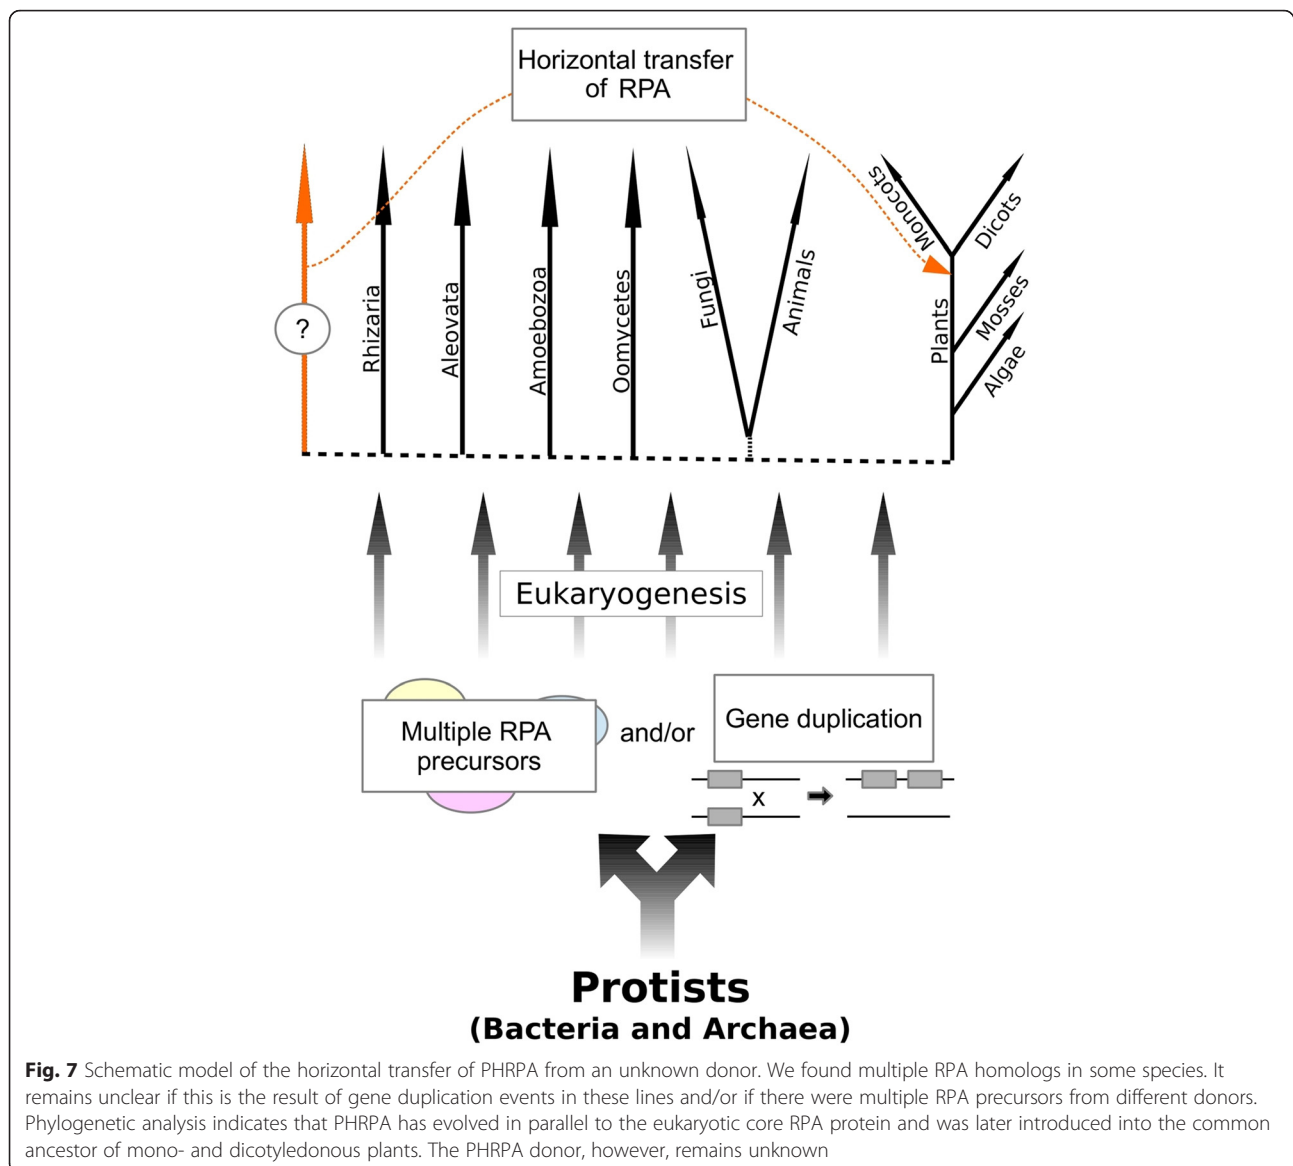 Horizontal transfer
of RPA
?
Rhizaria
Aleovata
Amoebozoa
Oomycetes
Fungi
Animals
Plants
Monocots
Dicots
Mosses
Algae
Eukaryogenesis
Multiple RPA
precursors
and/or
Gene duplication
x
Protists
(Bacteria and Archaea)
Fig. 7 Schematic model of the horizontal transfer of PHRPA from an unknown donor. We found multiple RPA homologs in some species. It
remains unclear if this is the result of gene duplication events in these lines and/or if there were multiple RPA precursors from different donors.
Phylogenetic analysis indicates that PHRPA has evolved in parallel to the eukaryotic core RPA protein and was later introduced into the common
ancestor of mono- and dicotyledonous plants. The PHRPA donor, however, remains unknown